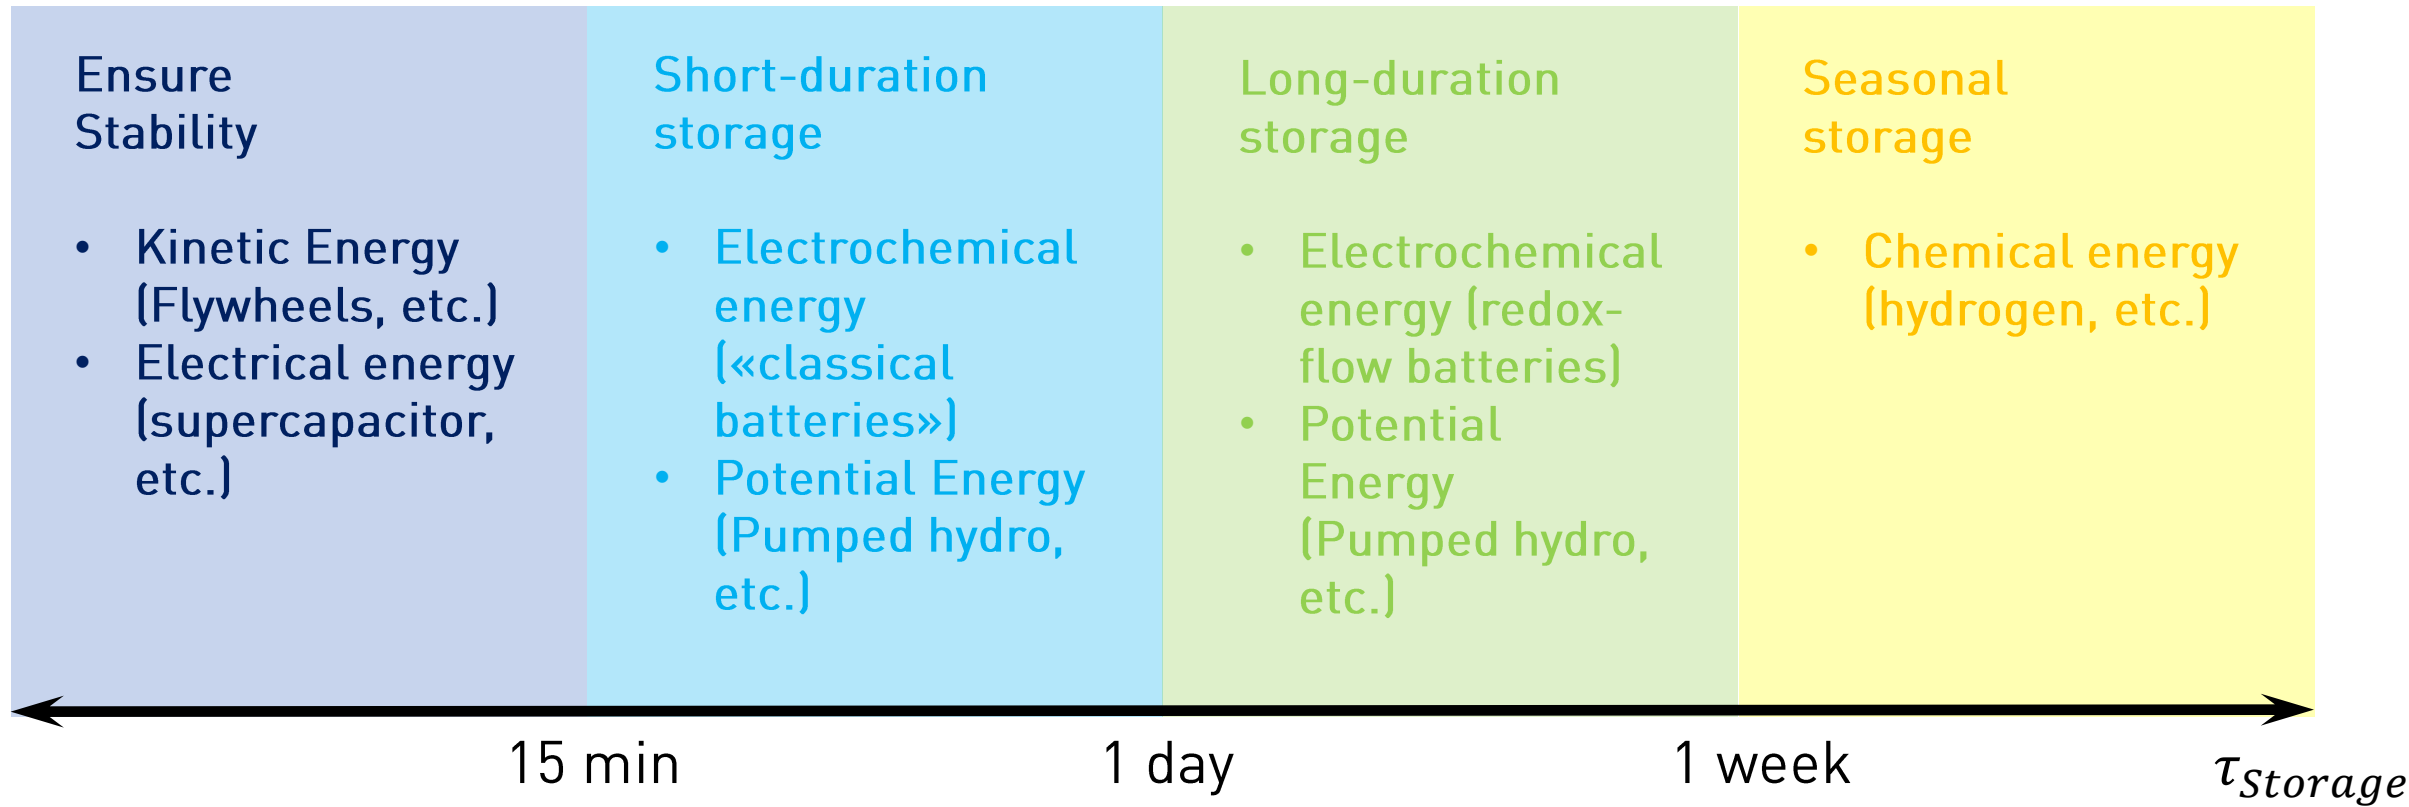 Ensure
Stability
• Kinetic Energy
(Flywheels, etc.)
• Electrical energy
(supercapacitor,
etc.)
Short-duration
storage
• Electrochemical
energy
(«classical
batteries»)
• Potential Energy
(Pumped hydro,
etc.)
Long-duration
storage
• Electrochemical
energy (redox-
flow batteries)
• Potential
Energy
(Pumped hydro,
etc.)
Seasonal
storage
• Chemical energy
(hydrogen, etc.)
15 min
1 day
1 week
τStorage